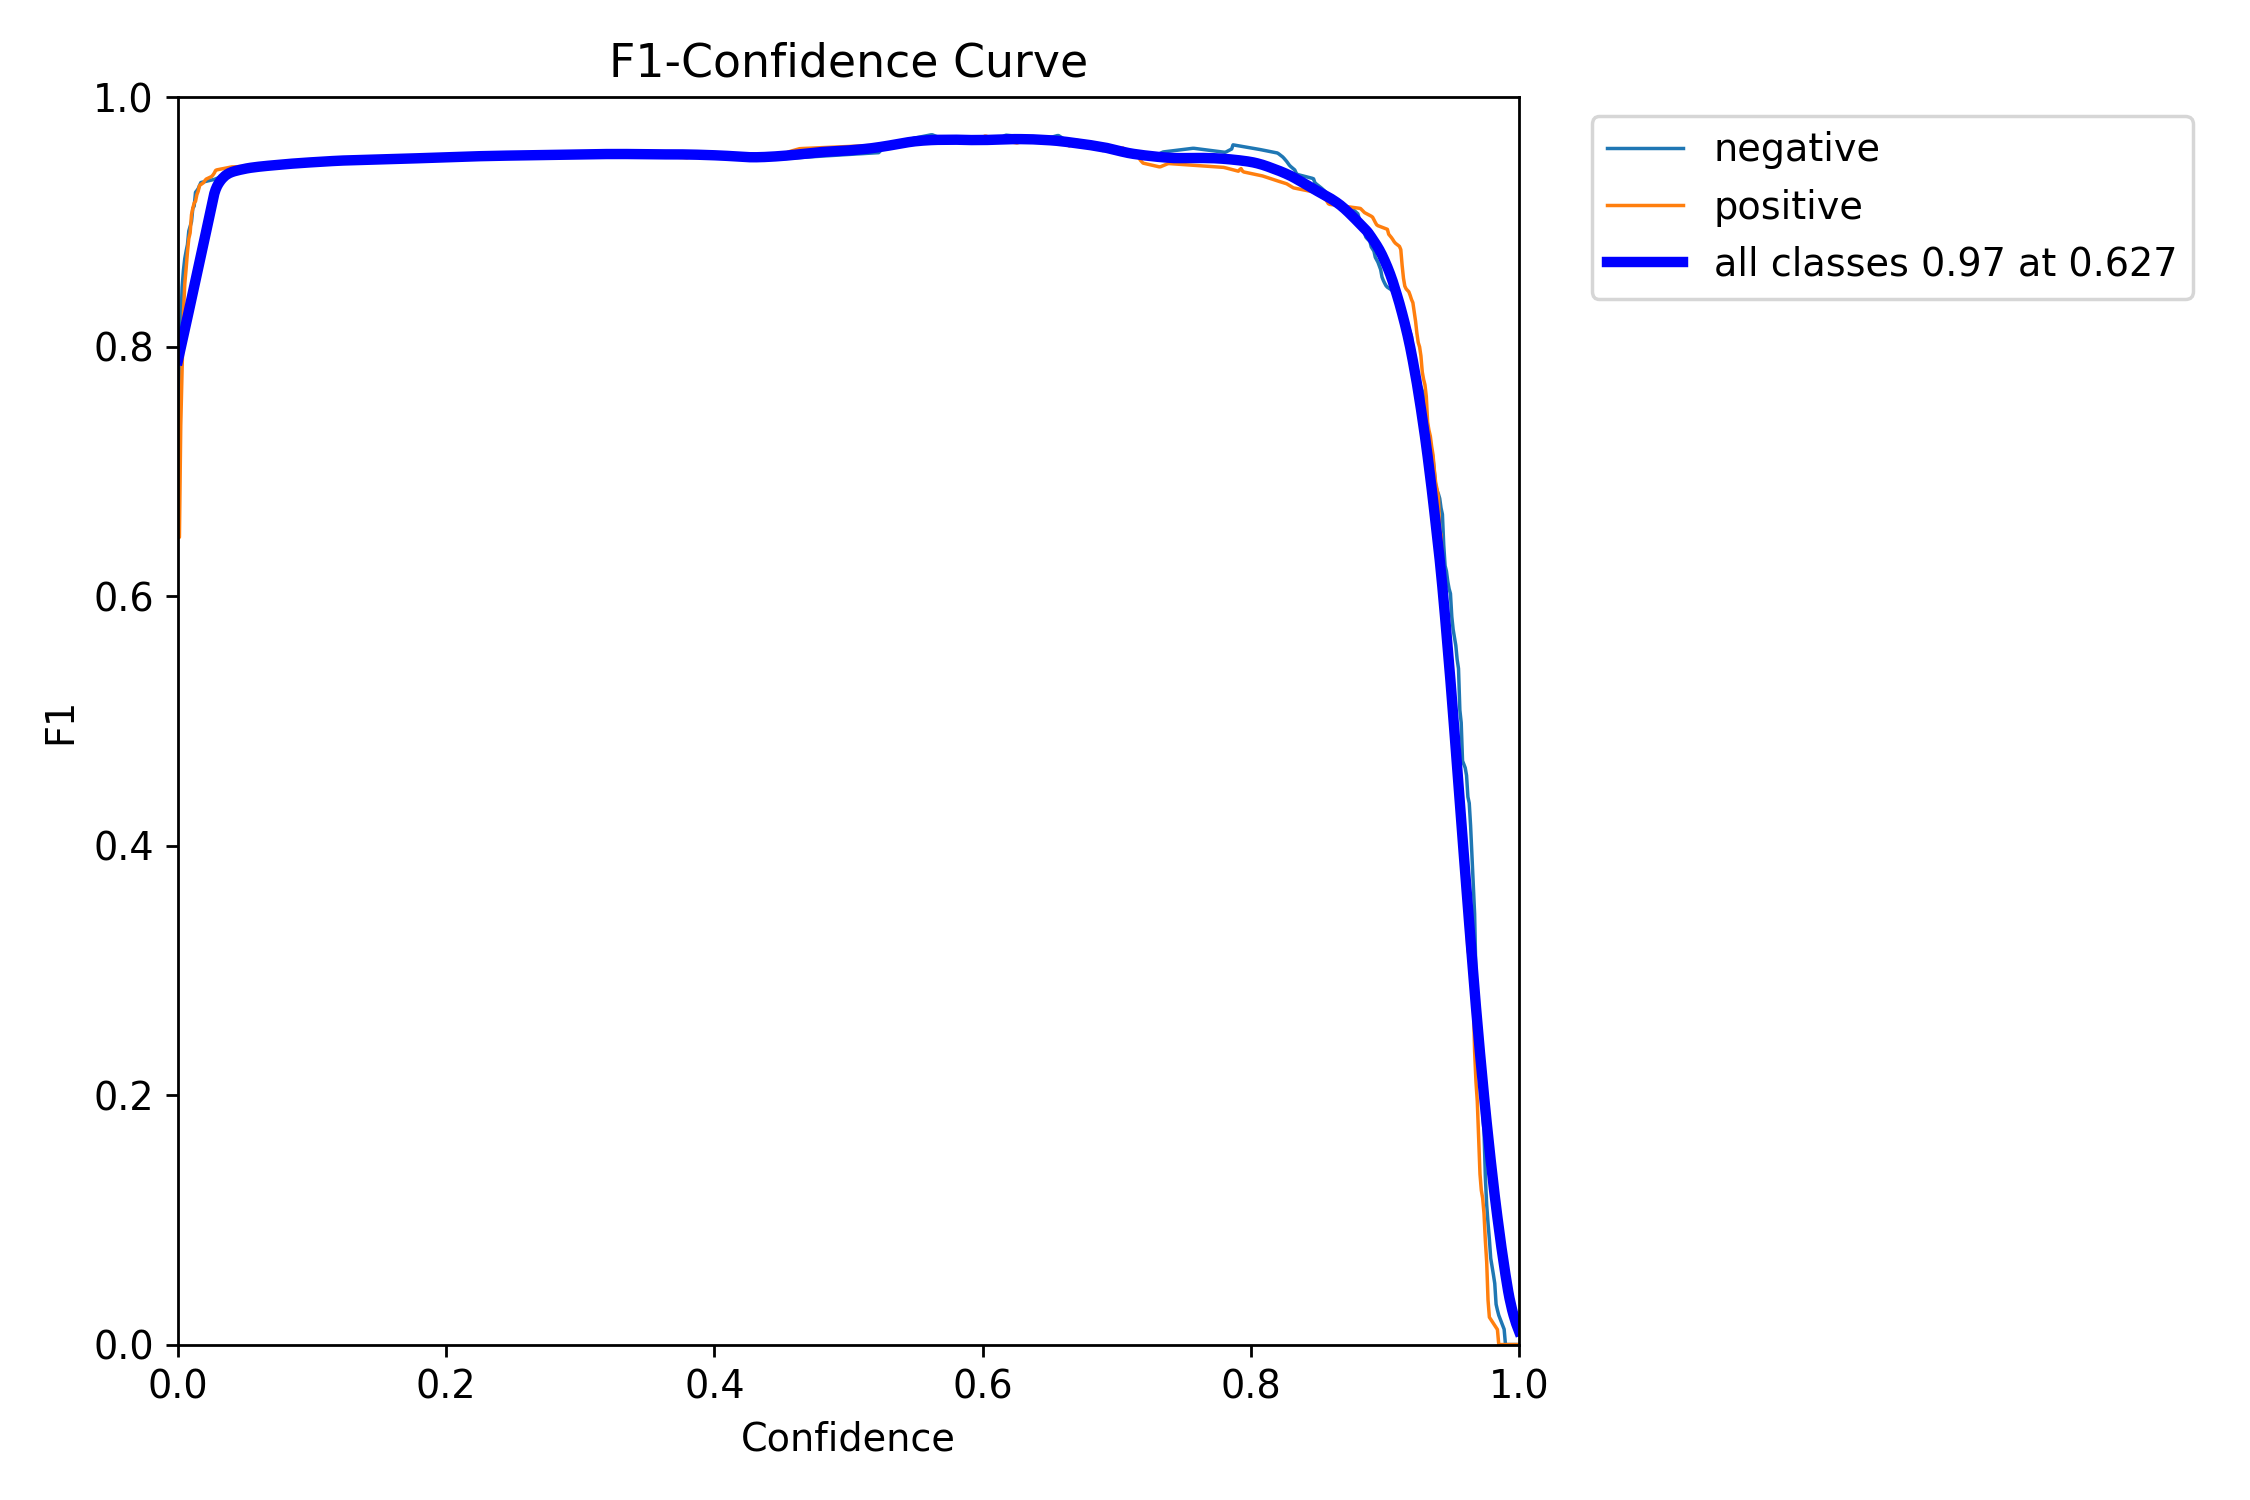 F1-Confidence Curve
1.0
0.8
0.6
0.4
0.2
0.0
F1
0.0 0.2 0.4 0.6 0.8 1.0
Confidence
negative
positive
all classes 0.97 at 0.627